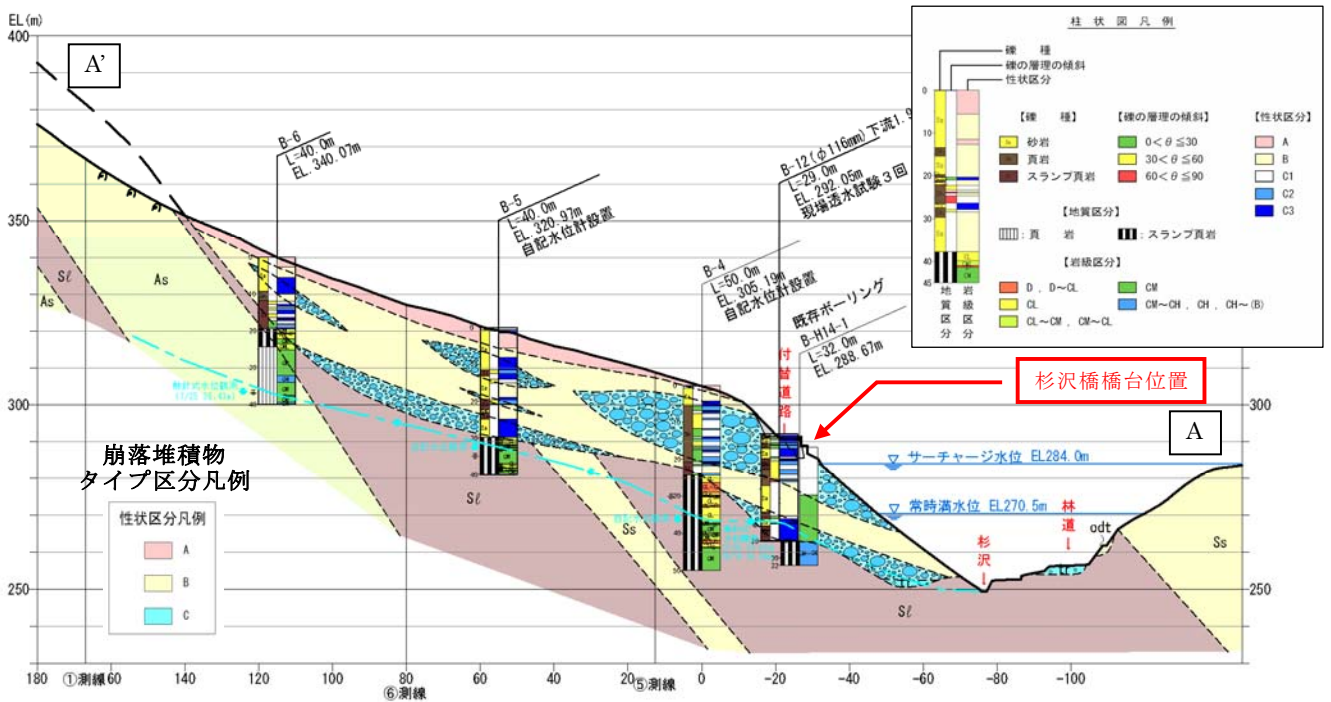 EL(m)
400
350
300
250
A'
B-6
L=40.0m
EL.340.07m
B-5
L=40.0m
EL.320.97m
自記水位計設置
B-12(φ116mm)下流1.9
L=29.0m
EL.292.05m
現場透水試験3回
B-4
L=50.0m
EL.305.19m
自記水位計設置
既存ボーリング
B-H14-1
L=32.0m
EL.288.67m
付替道路
柱状図凡例
礫種
礫の層理の傾斜
性状区分
0
10
20
30
40
45
地質区分
岩級区分
【礫種】
砂岩
頁岩
スランプ頁岩
【礫の層理の傾斜】
0<θ≦30
30<θ≦60
60<θ≦90
【性状区分】
A
B
C1
C2
C3
【地質区分】
:頁岩
:スランプ頁岩
【岩級区分】
D , D~CL
CL
CL~CM , CM~CL
CM
CM~CH , CH , CH~(B)
杉沢橋橋台位置
A
300
250
サーチャージ水位 EL284.0m
常時満水位 EL270.5m
杉沢
林道
odt
Sℓ
As
As
Sℓ
Ss
Sℓ
Ss
崩落堆積物
タイプ区分凡例
性状区分凡例
A
B
C
180 ①測線 160 140 120 100 80 60 40 20 0 -20 -40 -60 -80 -100
⑥測線 ⑤測線